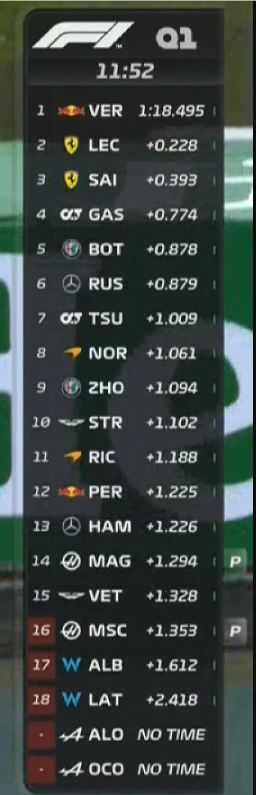 F1 Q1
11:52
1 VER 1:18.495
2 LEC +0.228
3 SAI +0.393
4 GAS +0.774
5 BOT +0.878
6 RUS +0.879
7 TSU +1.009
8 NOR +1.061
9 ZHO +1.094
10 STR +1.102
11 RIC +1.188
12 PER +1.225
13 HAM +1.226
14 MAG +1.294 P
15 VET +1.328
16 MSC +1.353 P
17 W ALB +1.612
18 W LAT +2.418
- ALO NO TIME
- OCO NO TIME